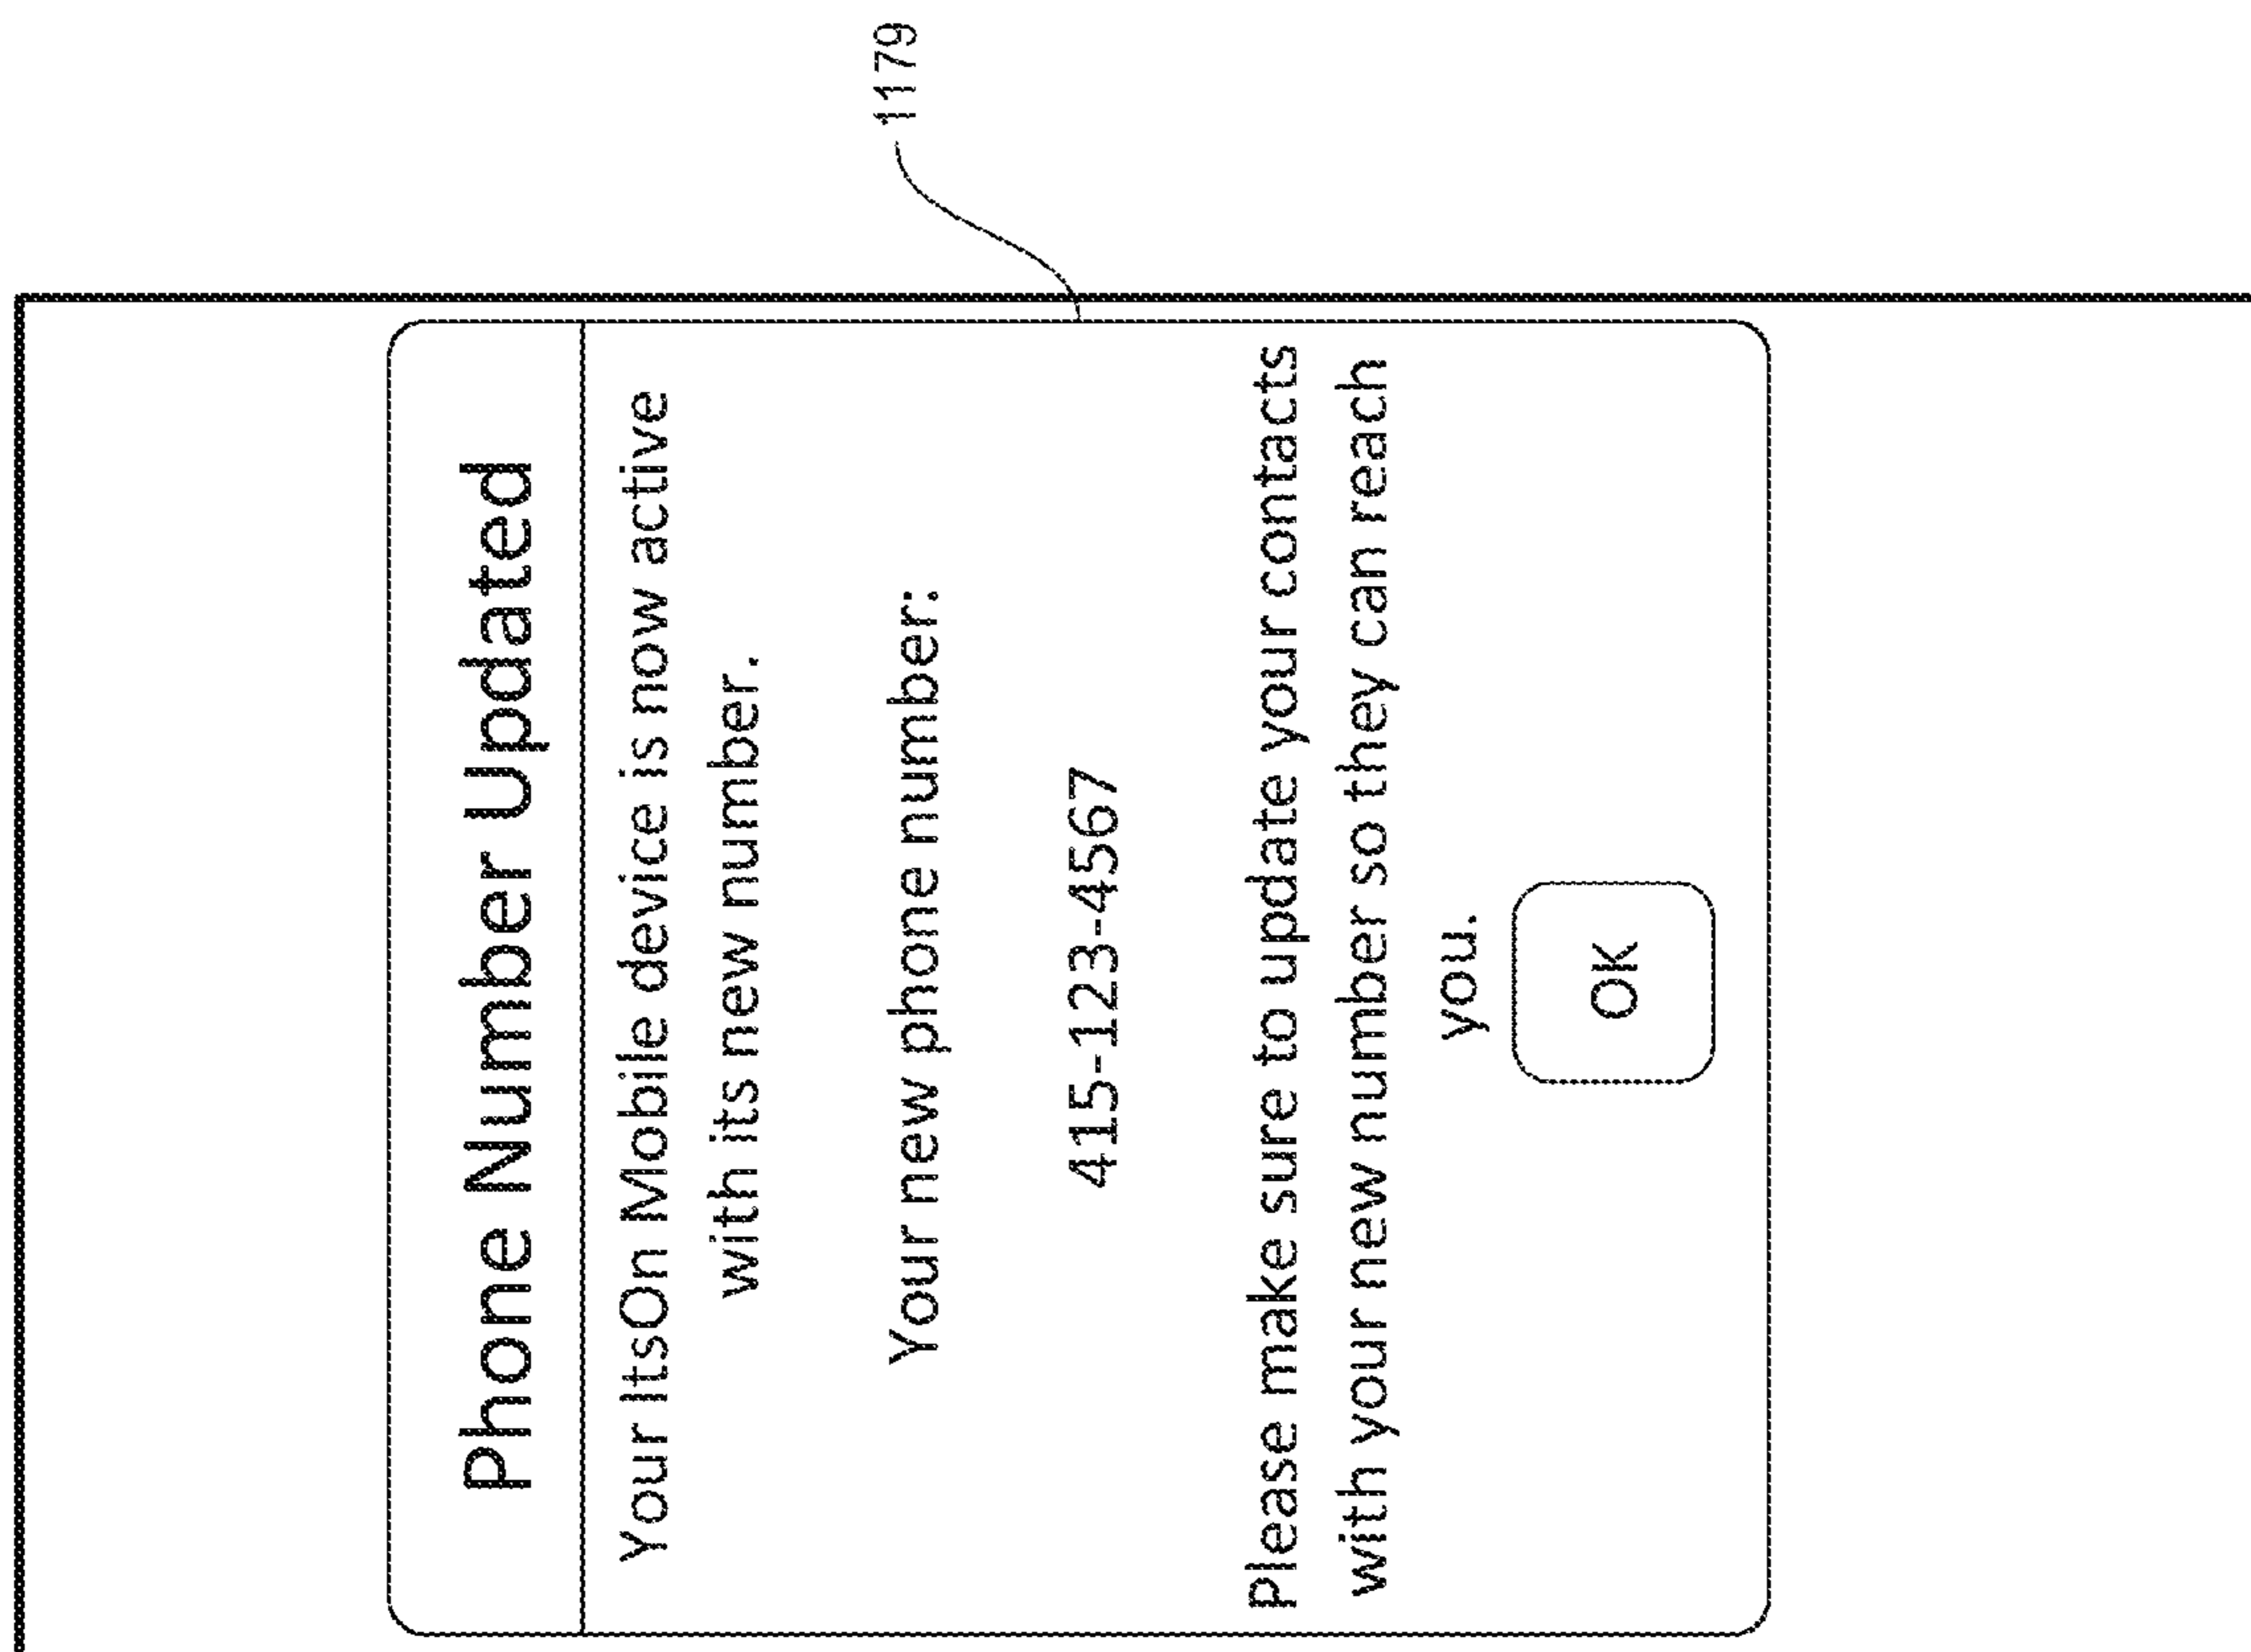 1179
Phone Number Updated
Your ItsOn Mobile device is now active
with its new number.
Your new phone number:
415-123-4567
Please make sure to update your contacts
with your new number so they can reach
you.
OK